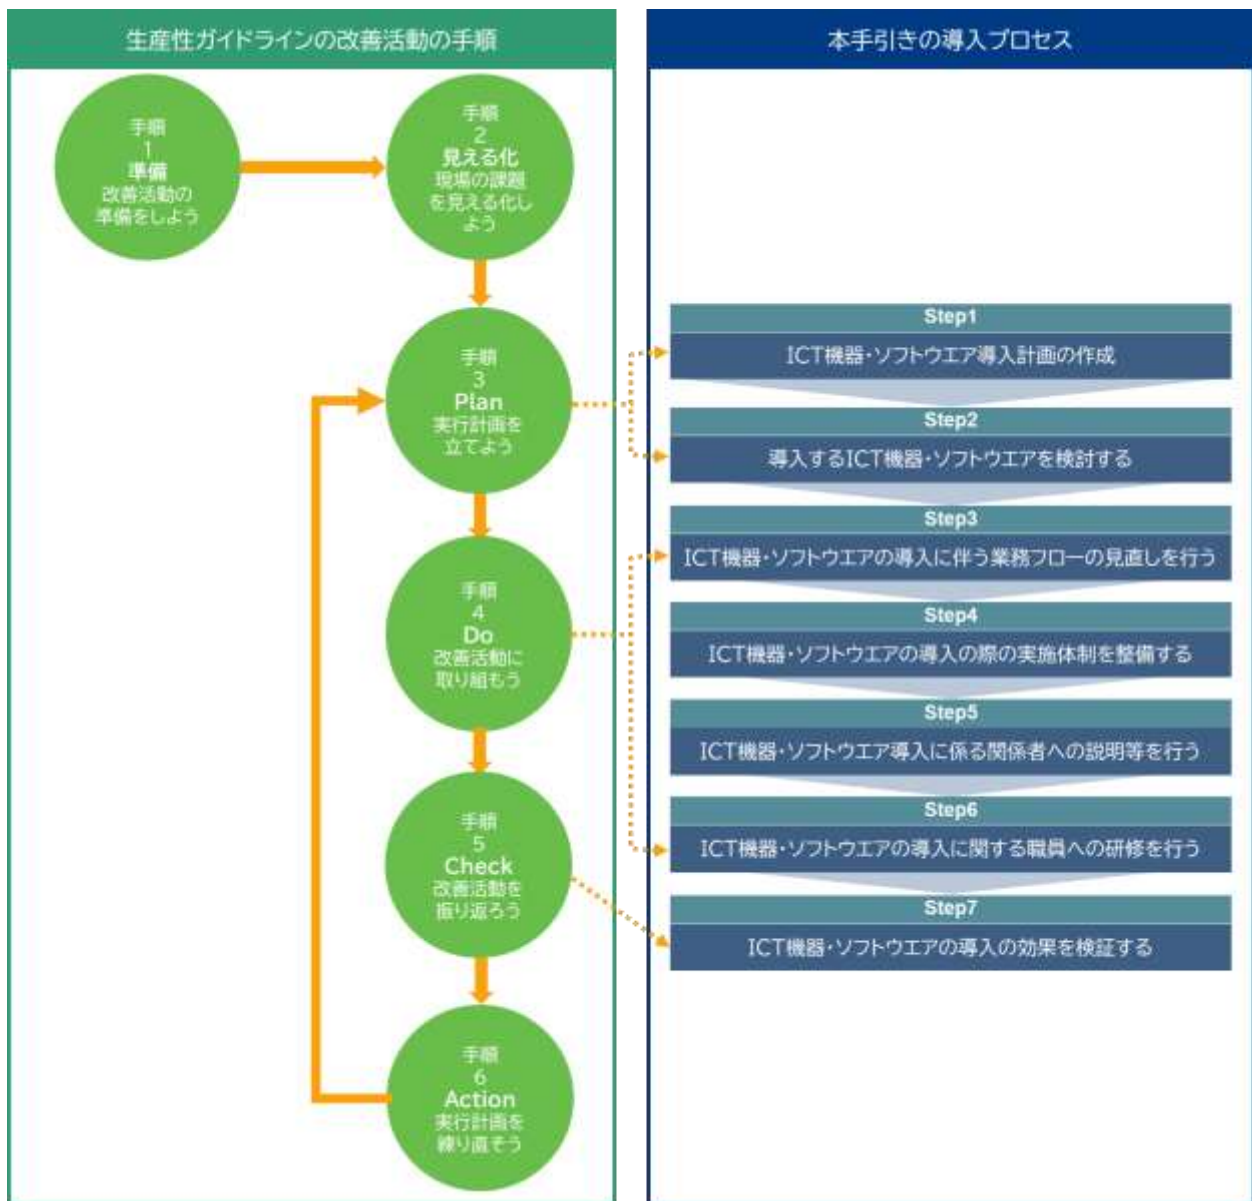 生産性ガイドラインの改善活動の手順
手順
1
準備
改善活動の
準備をしよう
手順
2
見える化
現場の課題
を見える化し
よう
手順
3
Plan
実行計画を
立てよう
手順
4
Do
改善活動に
取り組もう
手順
5
Check
改善活動を
振り返ろう
手順
6
Action
実行計画を
練り直そう
本手引きの導入プロセス
Step1
ICT機器・ソフトウエア導入計画の作成
Step2
導入するICT機器・ソフトウエアを検討する
Step3
ICT機器・ソフトウエアの導入に伴う業務フローの見直しを行う
Step4
ICT機器・ソフトウエアの導入の際の実施体制を整備する
Step5
ICT機器・ソフトウエア導入に係る関係者への説明等を行う
Step6
ICT機器・ソフトウエアの導入に関する職員への研修を行う
Step7
ICT機器・ソフトウエアの導入の効果を検証する